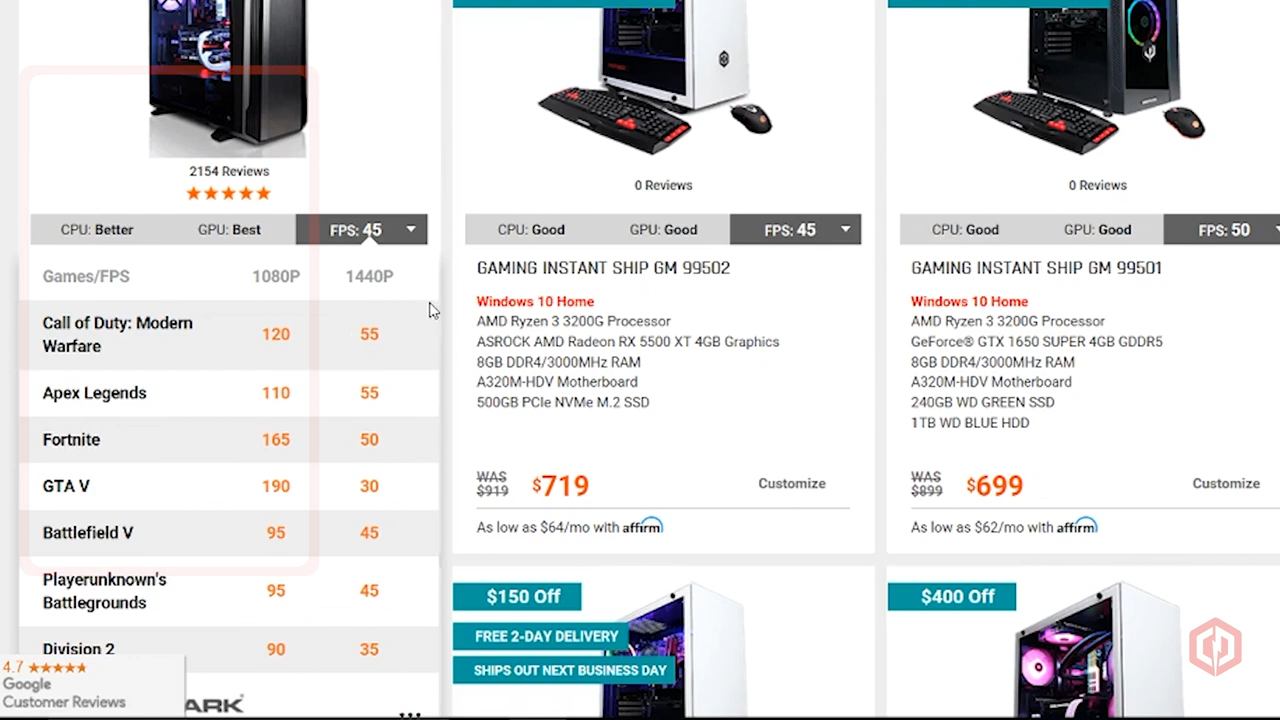 2154 Reviews
CPU: Better GPU: Best FPS: 45
Games/FPS 1080P 1440P
Call of Duty: Modern Warfare 120 55
Apex Legends 110 55
Fortnite 165 50
GTA V 190 30
Battlefield V 95 45
Playerunknown's Battlegrounds 95 45
Division 2 90 35
4.7
Google
Customer Reviews
ARK
0 Reviews
CPU: Good GPU: Good FPS: 45
GAMING INSTANT SHIP GM 99502
Windows 10 Home
AMD Ryzen 3 3200G Processor
ASROCK AMD Radeon RX 5500 XT 4GB Graphics
8GB DDR4/3000MHz RAM
A320M-HDV Motherboard
500GB PCIe NVMe M.2 SSD
WAS
$919 $719 Customize
As low as $64/mo with affirm
$150 Off
FREE 2-DAY DELIVERY
SHIPS OUT NEXT BUSINESS DAY
0 Reviews
CPU: Good GPU: Good FPS: 50
GAMING INSTANT SHIP GM 99501
Windows 10 Home
AMD Ryzen 3 3200G Processor
GeForce® GTX 1650 SUPER 4GB GDDR5
8GB DDR4/3000MHz RAM
A320M-HDV Motherboard
240GB WD GREEN SSD
1TB WD BLUE HDD
WAS
$899 $699 Customize
As low as $62/mo with affirm
$400 Off